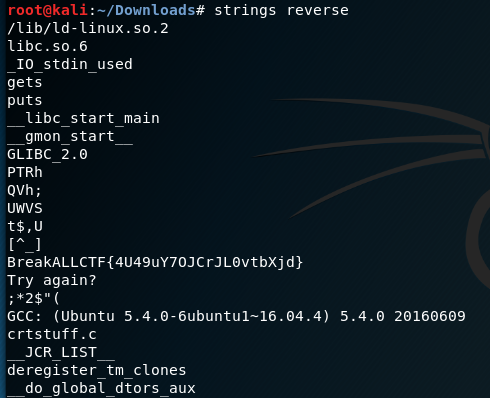 root@kali:~/Downloads# strings reverse
/lib/ld-linux.so.2
libc.so.6
_IO_stdin_used
gets
puts
__libc_start_main
__gmon_start__
GLIBC_2.0
PTRh
QVh;
UWVS
t$,U
[^_]
BreakALLCTF{4U49uY7OJCrJL0vtbXjd}
Try again?
;*2$"(
GCC: (Ubuntu 5.4.0-6ubuntu1~16.04.4) 5.4.0 20160609
crtstuff.c
__JCR_LIST__
deregister_tm_clones
__do_global_dtors_aux